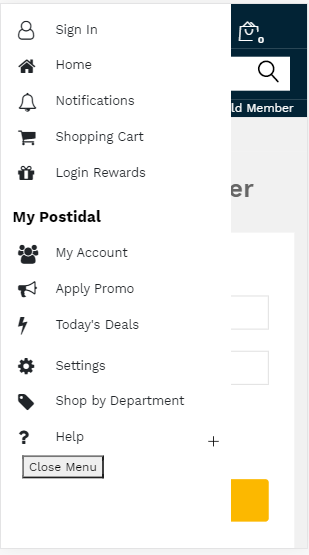 Sign In
0
Home
Notifications
ld Member
Shopping Cart
Login Rewards
er
My Postidal
My Account
Apply Promo
Today's Deals
Settings
Shop by Department
Help
+
Close Menu